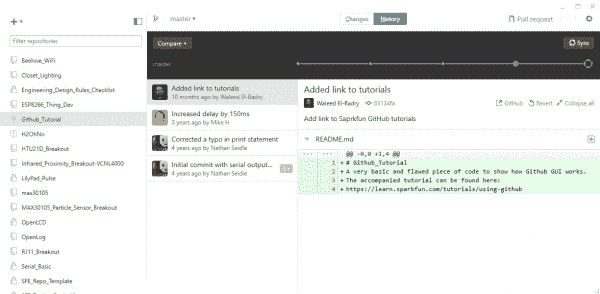 master
Changes
History
Pull request
Filter repositories
Compare
Sync
master
Beehive_WiFi
Closet_Lighting
Engineering_Design_Rules_Checklist
ESP8266_Thing_Dev
Github_Tutorial
H2OhNo
HTU21D_Breakout
Infrared_Proximity_Breakout-VCNL4000
LilyPad_Pulse
max30105
MAX30105_Particle_Sensor_Breakout
OpenLCD
OpenLog
RJ11_Breakout
Serial_Basic
SFE_Repo_Template
Added link to tutorials
10 months ago by Waleed El-Badry
Increased delay by 150ms
3 years ago by Mike H
Corrected a typo in print statement
4 years ago by Nathan Seidle
Initial commit with serial output...
4 years ago by Nathan Seidle
Added link to tutorials
Waleed El-Badry
63134fa
GitHub
Revert
Collapse all
Add link to Saprkfun GitHub tutorials
README.md
@@ -0,0 +1,4 @@
1 + # Github_Tutorial
2 + A very basic and flawed piece of code to show how Github GUI works.
3 + The accompanied tutorial can be found here:
4 + https://learn.sparkfun.com/tutorials/using-github